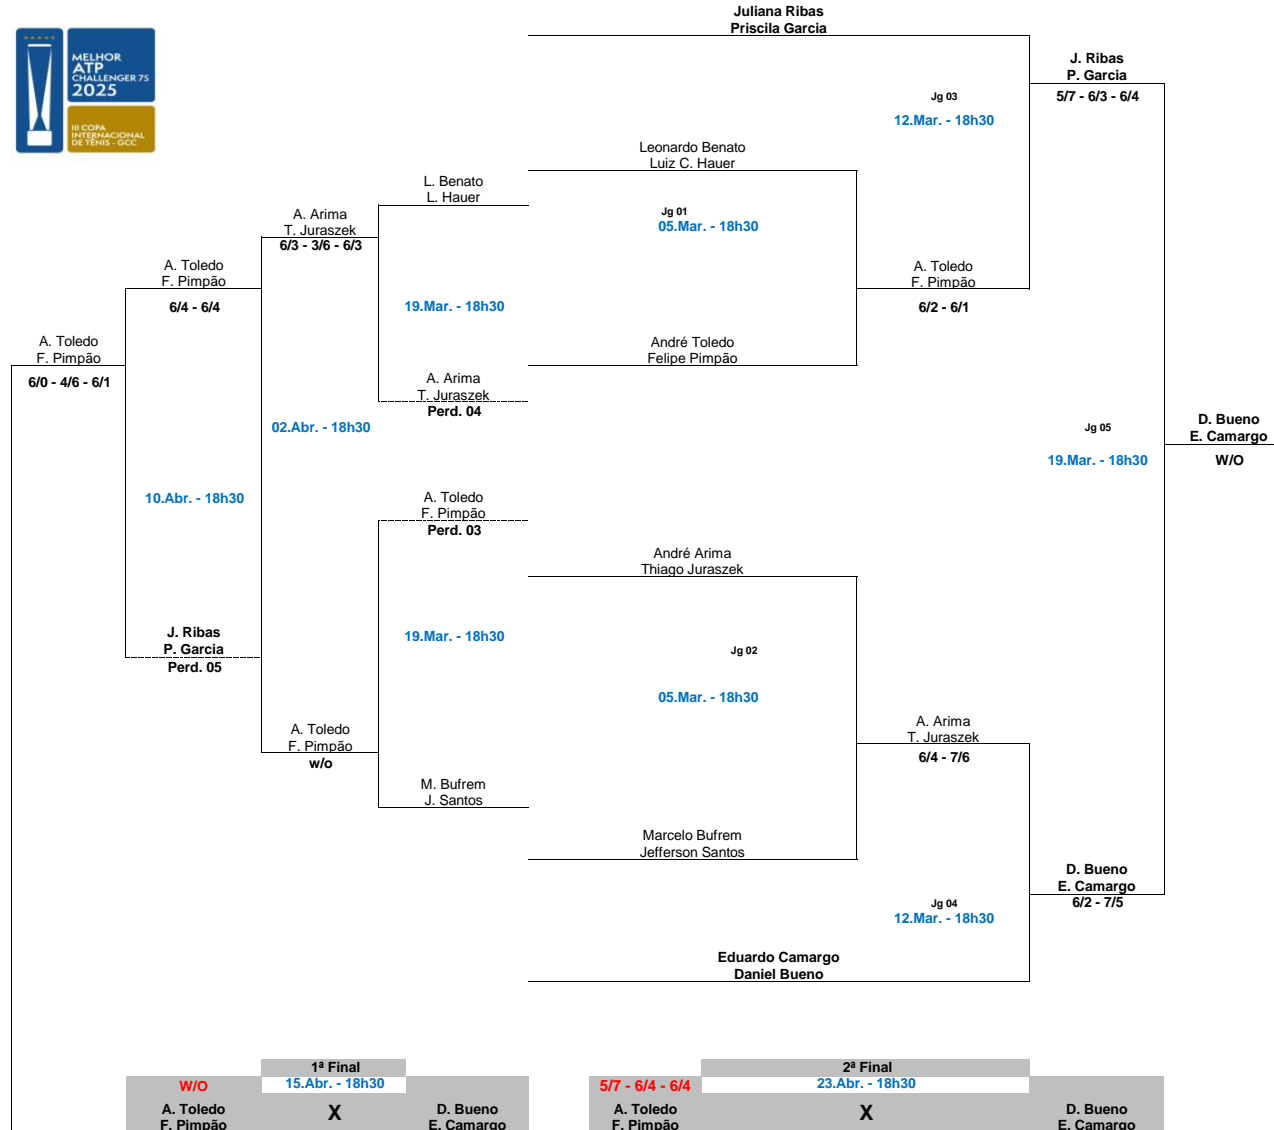 Juliana Ribas
Priscila Garcia
MELHOR
ATP
CHALLENGER 75
2025
III COPA
INTERNACIONAL
DE TÊNIS - GCC
J. Ribas
P. Garcia
5/7 - 6/3 - 6/4
Jg 03
12.Mar. - 18h30
Leonardo Benato
Luiz C. Hauer
L. Benato
L. Hauer
Jg 01
05.Mar. - 18h30
A. Arima
T. Juraszek
6/3 - 3/6 - 6/3
A. Toledo
F. Pimpão
6/4 - 6/4
A. Toledo
F. Pimpão
6/2 - 6/1
19.Mar. - 18h30
A. Toledo
F. Pimpão
6/0 - 4/6 - 6/1
André Toledo
Felipe Pimpão
A. Arima
T. Juraszek
Perd. 04
02.Abr. - 18h30
Jg 05
19.Mar. - 18h30
D. Bueno
E. Camargo
W/O
10.Abr. - 18h30
A. Toledo
F. Pimpão
Perd. 03
André Arima
Thiago Juraszek
J. Ribas
P. Garcia
Perd. 05
19.Mar. - 18h30
Jg 02
05.Mar. - 18h30
A. Toledo
F. Pimpão
w/o
A. Arima
T. Juraszek
6/4 - 7/6
M. Bufrem
J. Santos
Marcelo Bufrem
Jefferson Santos
D. Bueno
E. Camargo
6/2 - 7/5
Jg 04
12.Mar. - 18h30
Eduardo Camargo
Daniel Bueno
1ª Final
W/O
15.Abr. - 18h30
A. Toledo
F. Pimpão
X
D. Bueno
E. Camargo
2ª Final
5/7 - 6/4 - 6/4
23.Abr. - 18h30
A. Toledo
F. Pimpão
X
D. Bueno
E. Camargo